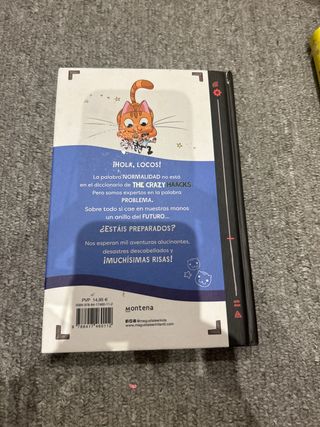 ¡HOLA, LOCOS!
La palabra NORMALIDAD no está
en el diccionario de THE CRAZY HAACKS.
Pero somos expertos en la palabra
PROBLEMA.
Sobre todo si cae en nuestras manos
un anillo del FUTURO...
¿ESTÁIS PREPARADOS?
Nos esperan mil aventuras alucinantes,
desastres descabellados y
¡MUCHÍSIMAS RISAS!
PVP 14,95 €
Montena